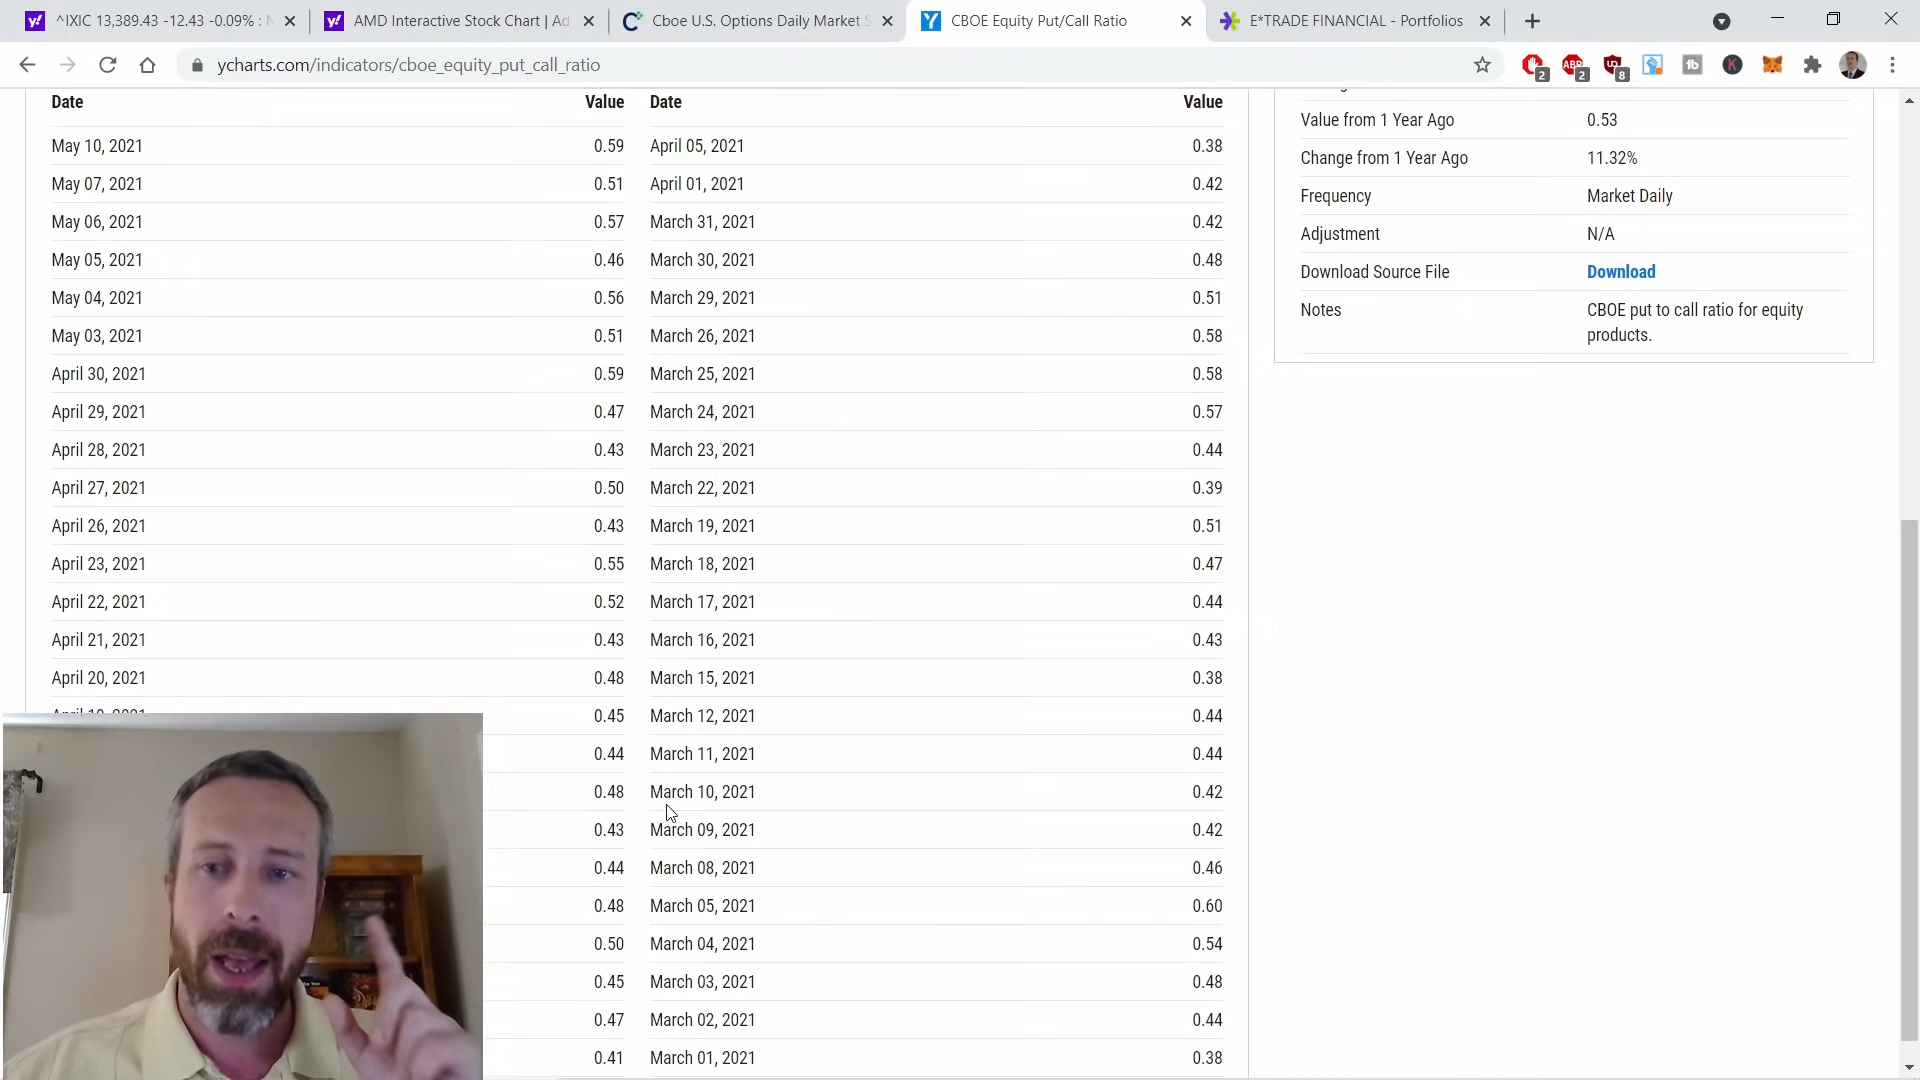 ^IXIC 13,389.43 -12.43 -0.09% : N
AMD Interactive Stock Chart | Ad
Cboe U.S. Options Daily Market S
CBOE Equity Put/Call Ratio
E*TRADE FINANCIAL - Portfolios
ycharts.com/indicators/cboe_equity_put_call_ratio
2
2
8
Date Value Date Value
May 10, 2021 0.59 April 05, 2021 0.38
May 07, 2021 0.51 April 01, 2021 0.42
May 06, 2021 0.57 March 31, 2021 0.42
May 05, 2021 0.46 March 30, 2021 0.48
May 04, 2021 0.56 March 29, 2021 0.51
May 03, 2021 0.51 March 26, 2021 0.58
April 30, 2021 0.59 March 25, 2021 0.58
April 29, 2021 0.47 March 24, 2021 0.57
April 28, 2021 0.43 March 23, 2021 0.44
April 27, 2021 0.50 March 22, 2021 0.39
April 26, 2021 0.43 March 19, 2021 0.51
April 23, 2021 0.55 March 18, 2021 0.47
April 22, 2021 0.52 March 17, 2021 0.44
April 21, 2021 0.43 March 16, 2021 0.43
April 20, 2021 0.48 March 15, 2021 0.38
0.45 March 12, 2021 0.44
0.44 March 11, 2021 0.44
0.48 March 10, 2021 0.42
0.43 March 09, 2021 0.42
0.44 March 08, 2021 0.46
0.48 March 05, 2021 0.60
0.50 March 04, 2021 0.54
0.45 March 03, 2021 0.48
0.47 March 02, 2021 0.44
0.41 March 01, 2021 0.38
Value from 1 Year Ago 0.53
Change from 1 Year Ago 11.32%
Frequency Market Daily
Adjustment N/A
Download Source File Download
Notes CBOE put to call ratio for equity
products.